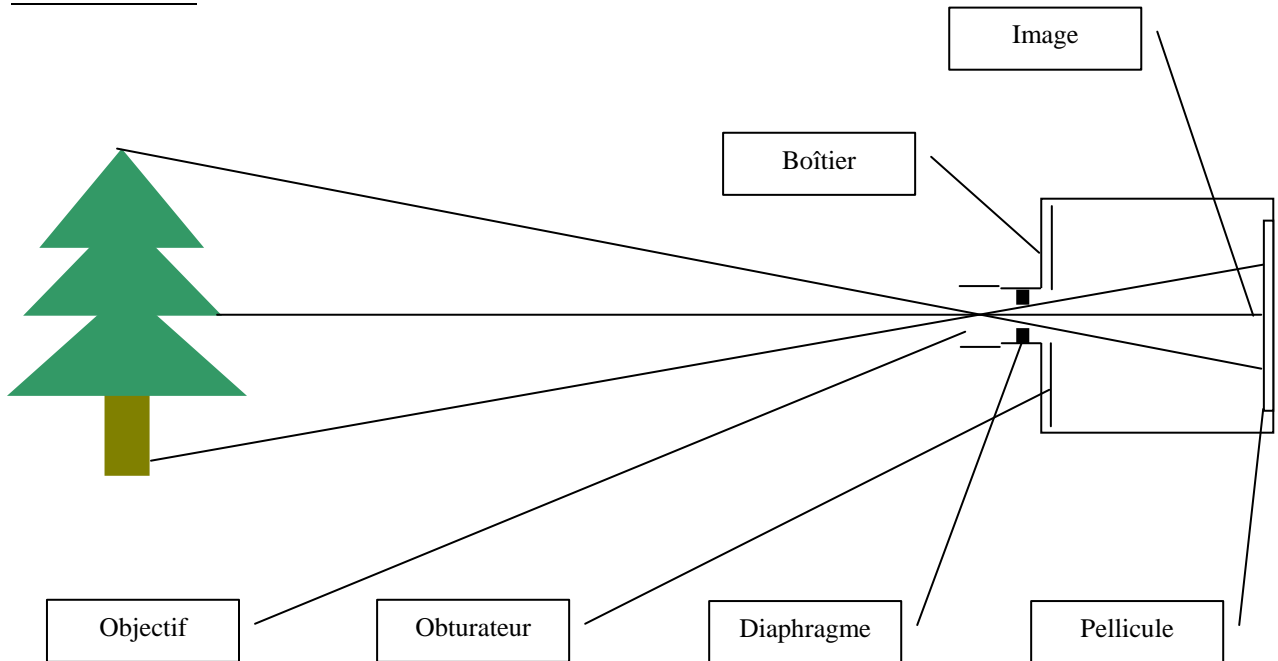 Image
Boîtier
Objectif
Obturateur
Diaphragme
Pellicule